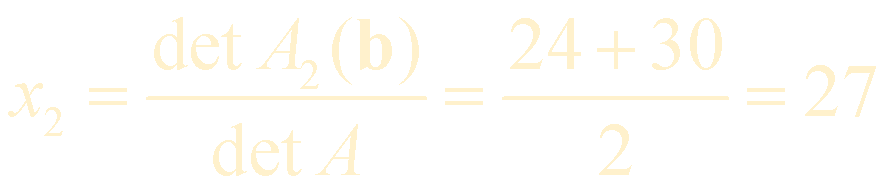 x₂ = det A₂(b) / det A = 24 + 30 / 2 = 27